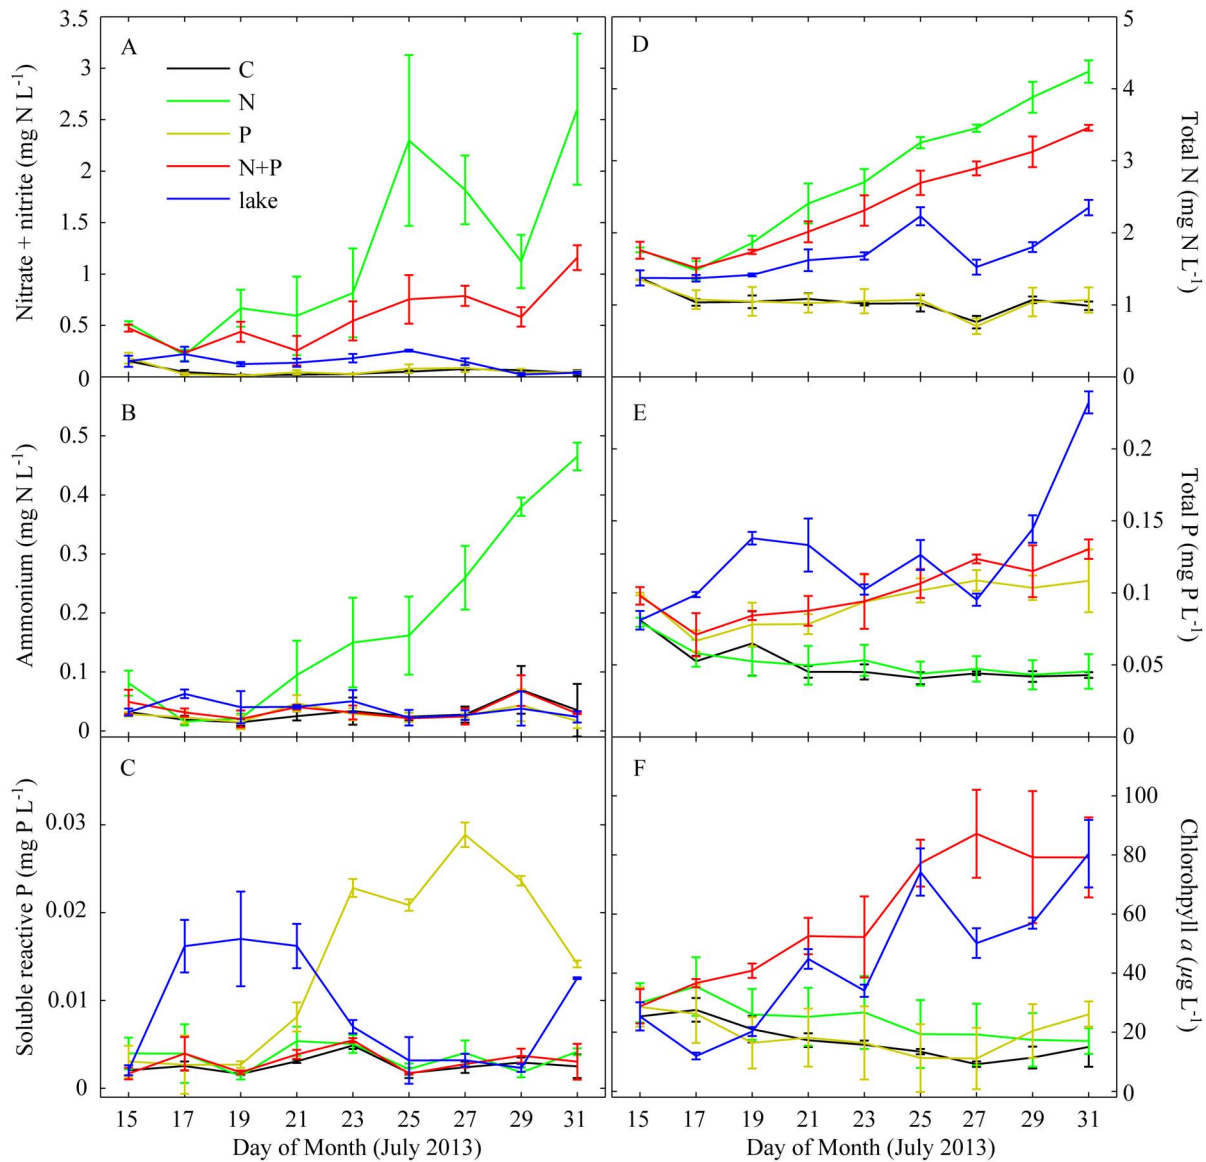 A
C
N
P
N+P
lake
Nitrate + nitrite (mg N L-1)
3.5
3
2.5
2
1.5
1
0.5
0
D
Total N (mg N L-1)
5
4
3
2
1
0
B
Ammonium (mg N L-1)
0.5
0.4
0.3
0.2
0.1
0
E
Total P (mg P L-1)
0.2
0.15
0.1
0.05
0
C
Soluble reactive P (mg P L-1)
0.03
0.02
0.01
0
15 17 19 21 23 25 27 29 31
Day of Month (July 2013)
F
Chlorohpyll a (µg L-1)
100
80
60
40
20
0
15 17 19 21 23 25 27 29 31
Day of Month (July 2013)